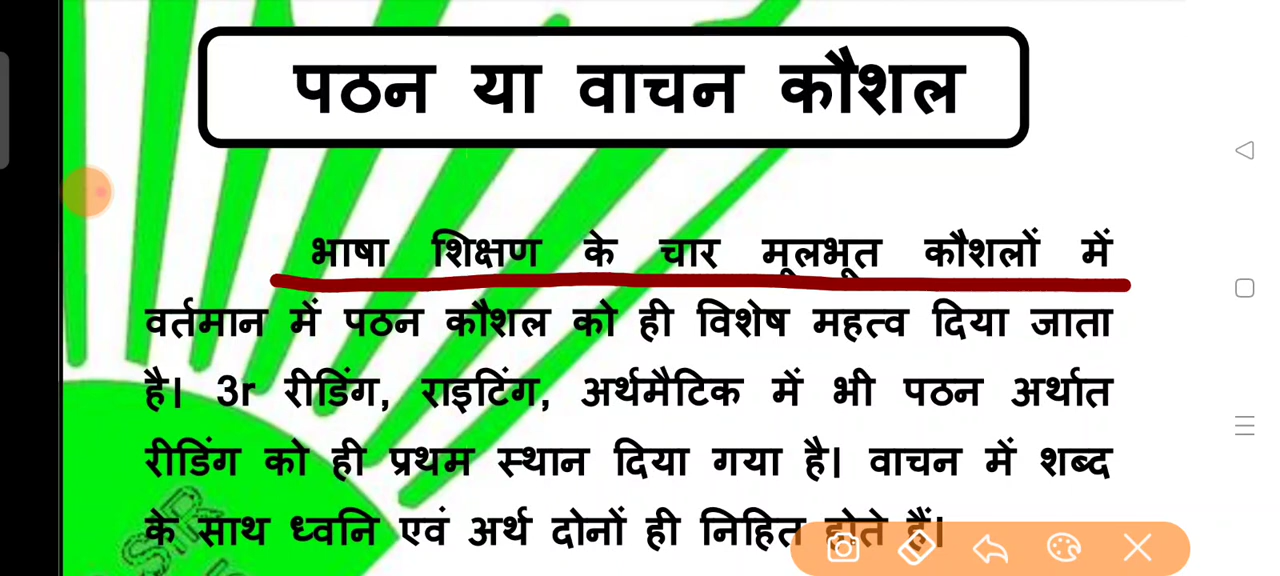 पठन या वाचन कौशल
भाषा शिक्षण के चार मूलभूत कौशलों में
वर्तमान में पठन कौशल को ही विशेष महत्व दिया जाता
है। 3r रीडिंग, राइटिंग, अर्थमैटिक में भी पठन अर्थात
रीडिंग को ही प्रथम स्थान दिया गया है। वाचन में शब्द
के साथ ध्वनि एवं अर्थ दोनों ही निहित होते हैं।